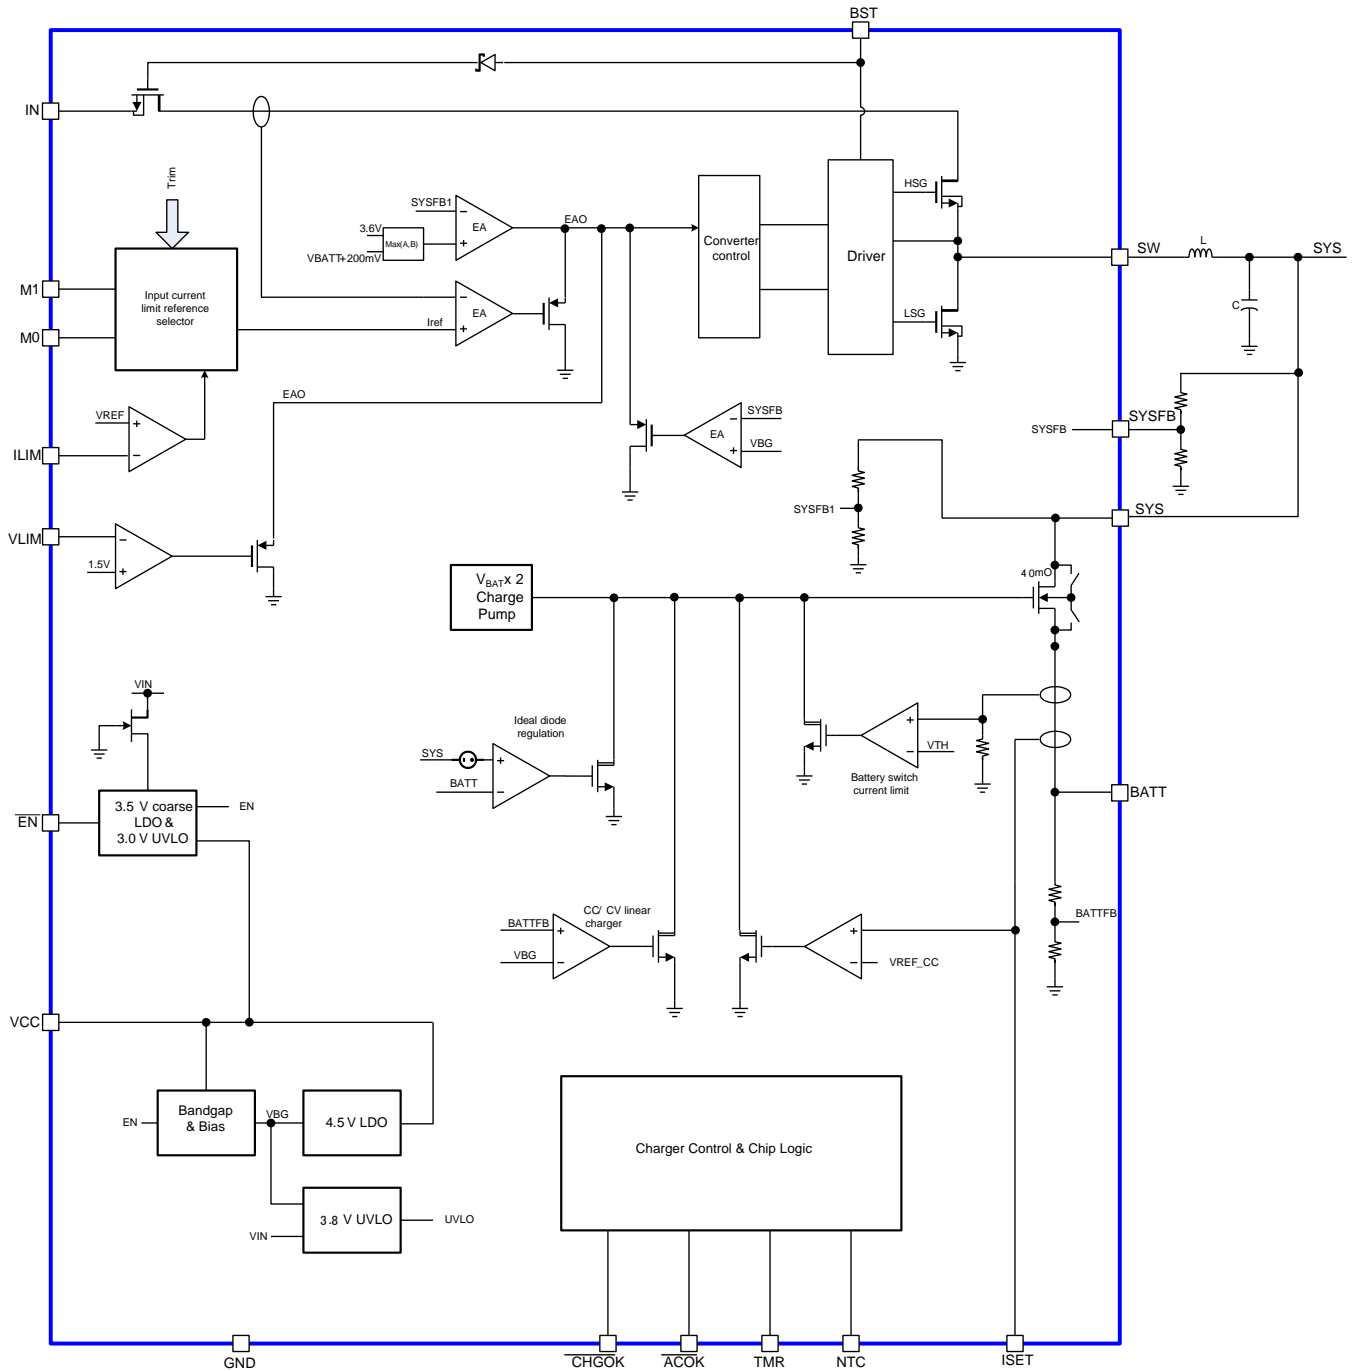 BST
IN
Trim
HSG
SYSFB1
EA
EAO
3.6V
Max(A,B)
VBATT+200mV
Converter
control
Driver
SW
L
SYS
M1
Input current
limit reference
selector
M0
Iref
EA
LSG
C
EAO
VREF
ILIM
SYSFB
EA
VBG
SYSFB
SYSFB
SYSFB1
SYS
VLIM
1.5V
40mO
VBATx 2
Charge
Pump
VIN
Ideal diode
regulation
SYS
BATT
VTH
Battery switch
current limit
BATT
EN
3.5 V coarse
LDO &
3.0 V UVLO
EN
CC/ CV linear
charger
BATTFB
VBG
VREF_CC
BATTFB
VCC
Bandgap
& Bias
EN
VBG
4.5 V LDO
Charger Control & Chip Logic
3.8 V UVLO
UVLO
VIN
GND
CHGOK
ACOK
TMR
NTC
ISET
+
−